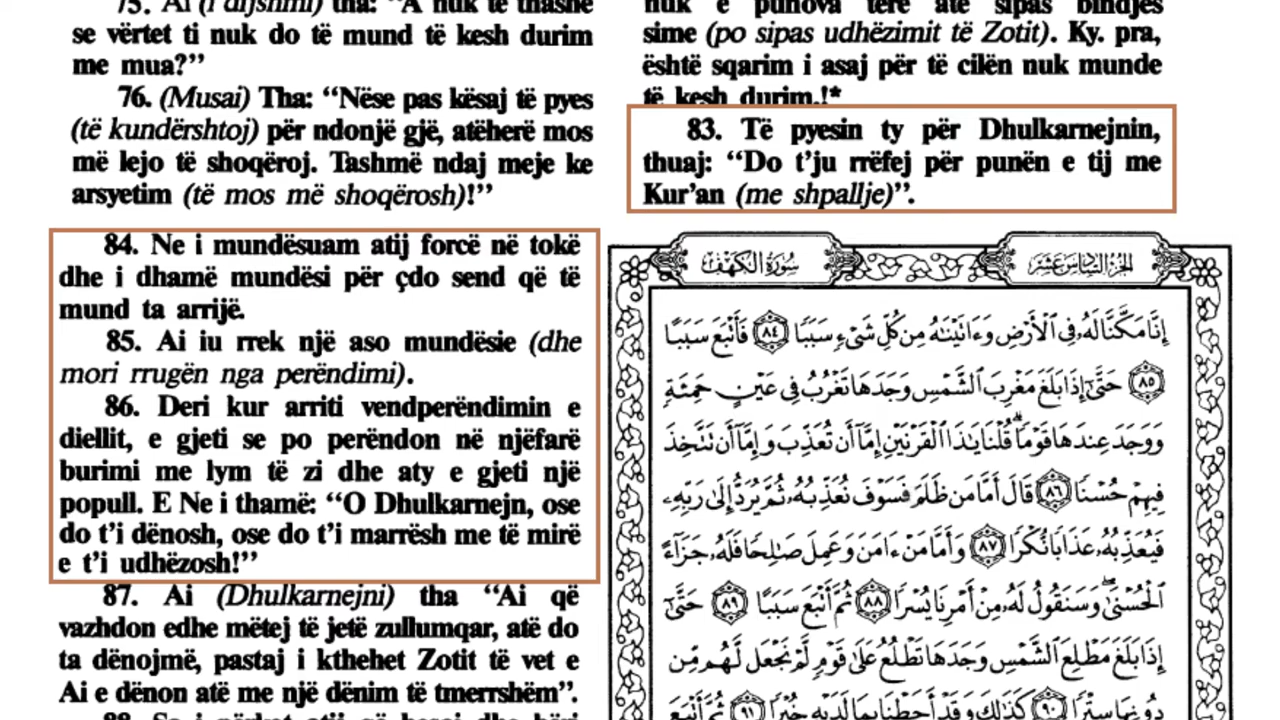 75. Ai (i dijshmi) tha: "A nuk të thashë
se vërtet ti nuk do të mund të kesh durim
me mua?"
76. (Musai) Tha: "Nëse pas kësaj të pyes
(të kundërshtoj) për ndonjë gjë, atëherë mos
më lejo të shoqëroj. Tashmë ndaj meje ke
arsyetim (të mos më shoqërosh)!"
84. Ne i mundësuam atij forcë në tokë
dhe i dhamë mundësi për çdo send që të
mund ta arrijë.
85. Ai iu rrek një aso mundësie (dhe
mori rrugën nga perëndimi).
86. Deri kur arriti vendperëndimin e
diellit, e gjeti se po perëndon në njëfarë
burimi me lym të zi dhe aty e gjeti një
popull. E Ne i thamë: "O Dhulkarnejn, ose
do t'i dënosh, ose do t'i marrësh me të mirë
e t'i udhëzosh!"
87. Ai (Dhulkarnejni) tha "Ai që
vazhdon edhe mëtej të jetë zullumqar, atë do
ta dënojmë, pastaj i kthehet Zotit të vet e
Ai e dënon atë me një dënim të tmerrshëm".
nuk e punova tërë atë sipas bindjes
sime (po sipas udhëzimit të Zotit). Ky. pra,
është sqarim i asaj për të cilën nuk munde
të kesh durim.!*
83. Të pyesin ty për Dhulkarnejnin,
thuaj: "Do t'ju rrëfej për punën e tij me
Kur'an (me shpallje)".
الجزء السادس عشر
سورة الكهف
إِنَّا مَكَّنَّا لَهُۥ فِى ٱلْأَرْضِ وَءَاتَيْنَٰهُ مِن كُلِّ شَىْءٍ سَبَبًا ٨٤ فَأَتْبَعَ سَبَبًا
٨٥ حَتَّىٰٓ إِذَا بَلَغَ مَغْرِبَ ٱلشَّمْسِ وَجَدَهَا تَغْرُبُ فِى عَيْنٍ حَمِئَةٍ
وَوَجَدَ عِندَهَا قَوْمًا ۗ قُلْنَا يَٰذَا ٱلْقَرْنَيْنِ إِمَّآ أَن تُعَذِّبَ وَإِمَّآ أَن تَتَّخِذَ
فِيهِمْ حُسْنًا ٨٦ قَالَ أَمَّا مَن ظَلَمَ فَسَوْفَ نُعَذِّبُهُۥ ثُمَّ يُرَدُّ إِلَىٰ رَبِّهِۦ
فَيُعَذِّبُهُۥ عَذَابًا نُّكْرًا ٨٧ وَأَمَّا مَنْ ءَامَنَ وَعَمِلَ صَٰلِحًا فَلَهُۥ جَزَآءً
ٱلْحُسْنَىٰ ۖ وَسَنَقُولُ لَهُۥ مِنْ أَمْرِنَا يُسْرًا ٨٨ ثُمَّ أَتْبَعَ سَبَبًا ٨٩ حَتَّىٰٓ
إِذَا بَلَغَ مَطْلِعَ ٱلشَّمْسِ وَجَدَهَا تَطْلُعُ عَلَىٰ قَوْمٍ لَّمْ نَجْعَل لَّهُم مِّن
دُونِهَا سِتْرًا ٩٠ كَذَٰلِكَ وَقَدْ أَحَطْنَا بِمَا لَدَيْهِ خُبْرًا ٩١ ثُمَّ أَتْبَعَ